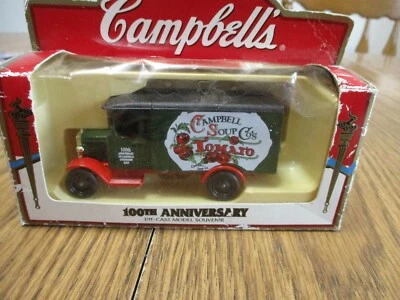 Campbell's
CAMPBELL
SOUP CO'S
TOMATO
100TH ANNIVERSARY
DIE-CAST MODEL SOUVENIR